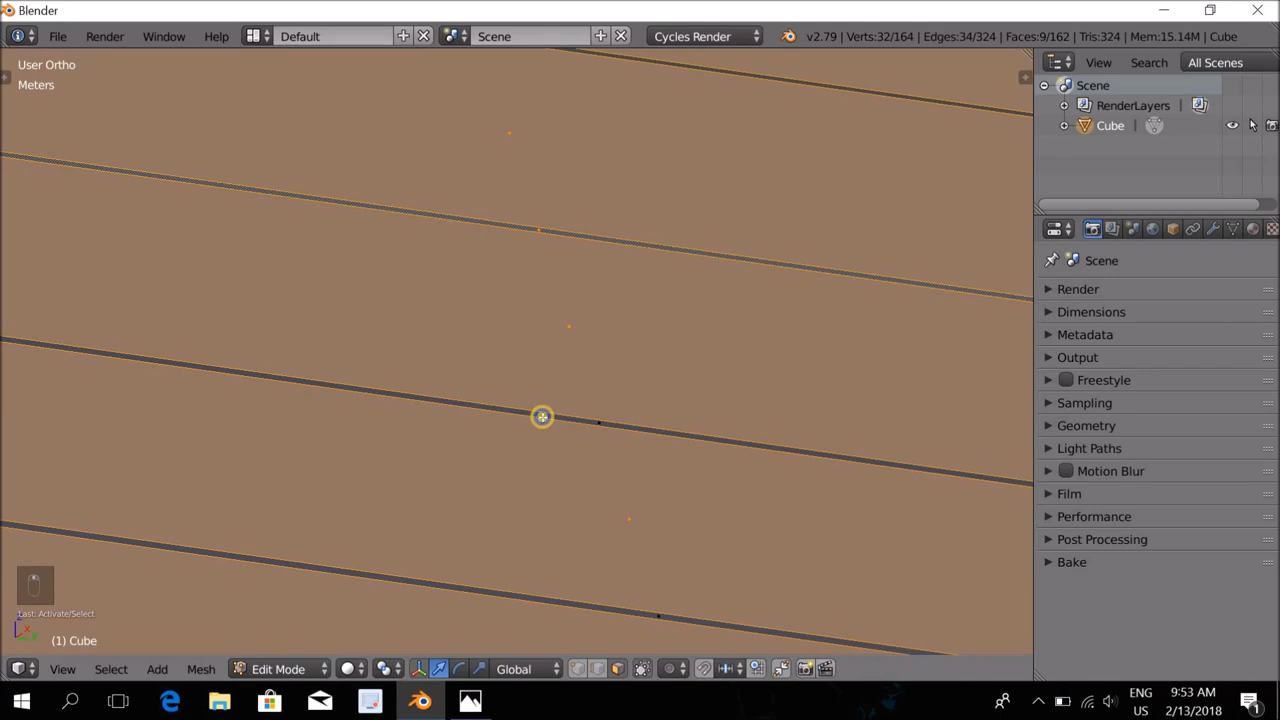 Blender
File Render Window Help Default Scene Cycles Render v2.79 | Verts:32/164 | Edges:34/324 | Faces:9/162 | Tris:324 | Mem:15.14M | Cube
User Ortho
Meters
View Search All Scenes
Scene
RenderLayers
Cube
Scene
Render
Dimensions
Metadata
Output
Freestyle
Sampling
Geometry
Light Paths
Motion Blur
Film
Performance
Post Processing
Bake
Last: Activate/Select
(1) Cube
View Select Add Mesh Edit Mode Global
ENG
US
9:53 AM
2/13/2018